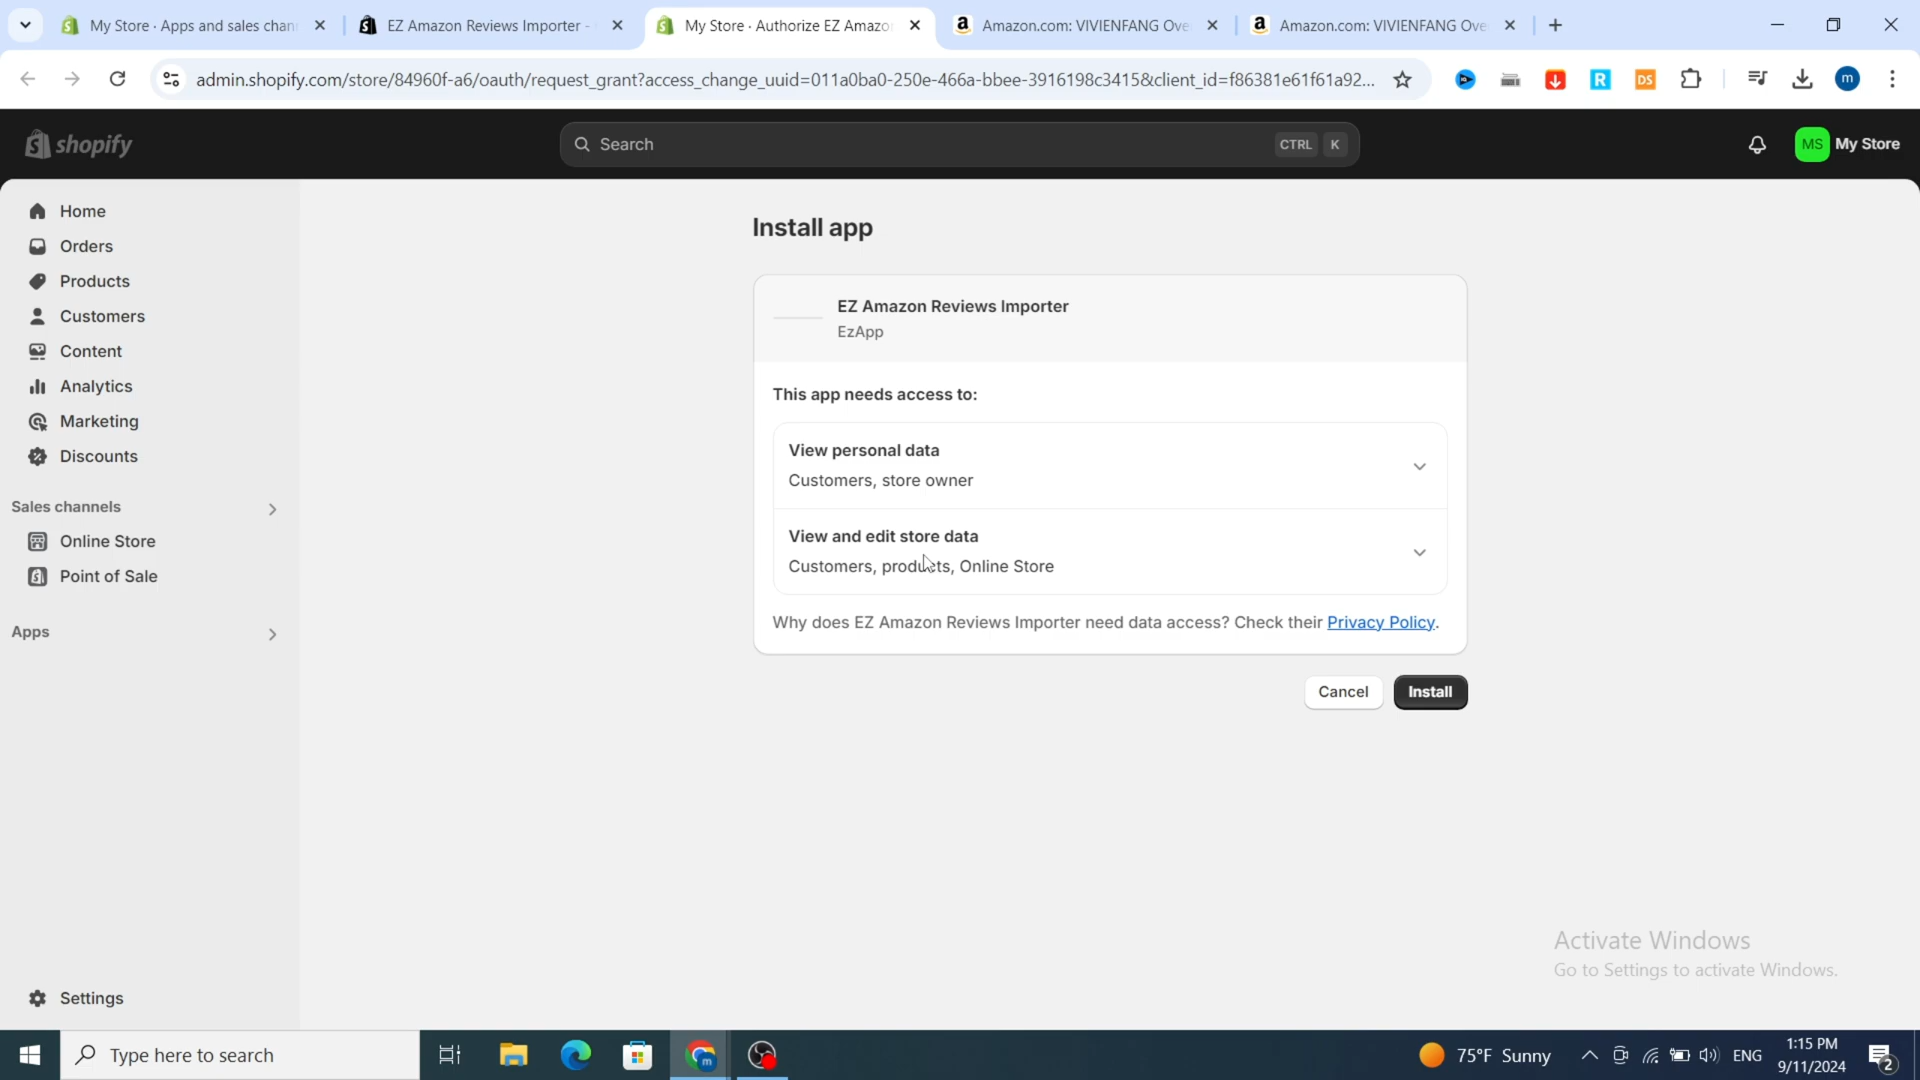 My Store · Apps and sales chan
EZ Amazon Reviews Importer -
My Store · Authorize EZ Amazo
Amazon.com: VIVIENFANG Ove
Amazon.com: VIVIENFANG Ove
admin.shopify.com/store/84960f-a6/oauth/request_grant?access_change_uuid=011a0ba0-250e-466a-bbee-3916198c3415&client_id=f86381e61f61a92...
R
DS
m
shopify
Search
CTRL K
MS
My Store
Home
Orders
Products
Customers
Content
Analytics
Marketing
Discounts
Sales channels
Online Store
Point of Sale
Apps
Settings
Install app
EZ Amazon Reviews Importer
EzApp
This app needs access to:
View personal data
Customers, store owner
View and edit store data
Customers, products, Online Store
Why does EZ Amazon Reviews Importer need data access? Check their Privacy Policy.
Cancel
Install
Activate Windows
Go to Settings to activate Windows.
Type here to search
75°F Sunny
ENG
1:15 PM
9/11/2024
2